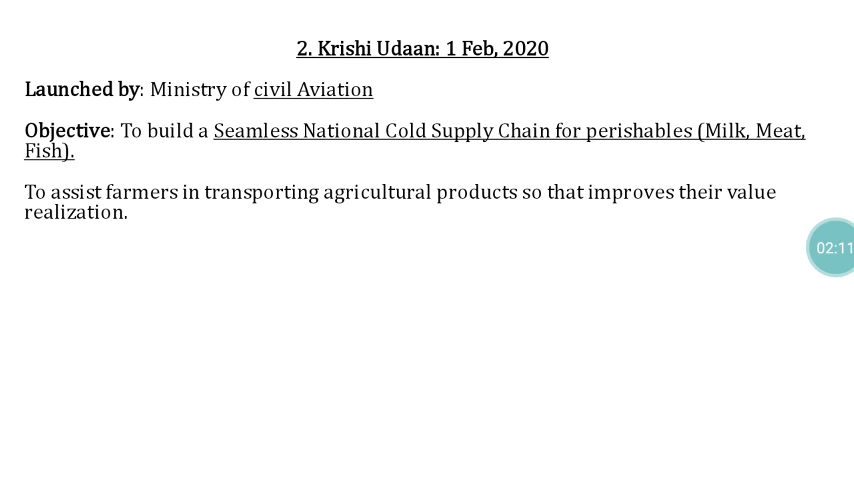 2. Krishi Udaan: 1 Feb, 2020
Launched by: Ministry of civil Aviation
Objective: To build a Seamless National Cold Supply Chain for perishables (Milk, Meat,
Fish).
To assist farmers in transporting agricultural products so that improves their value
realization.
02:11